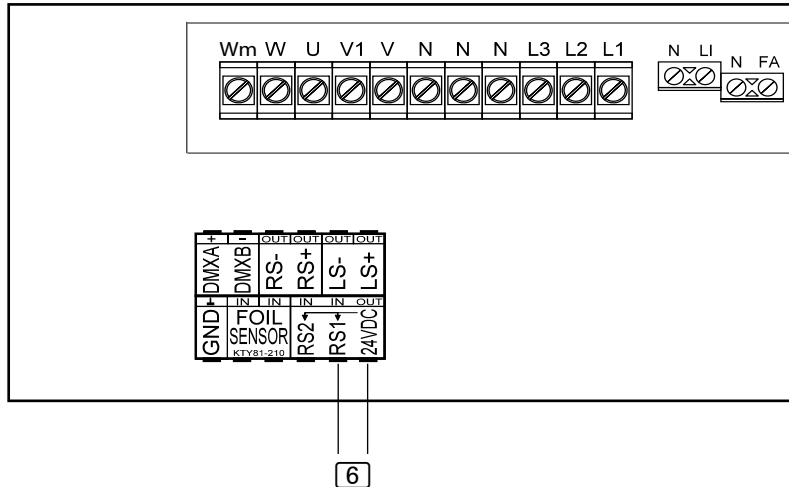 Wm W U V1 V N N N L3 L2 L1
N LI
N FA
+ - OUT OUT OUT OUT
DMXA DMXB RS- RS+ LS- LS+
IN IN IN IN OUT
GND FOIL SENSOR KTY81-210 RS2 RS1 24VDC
6